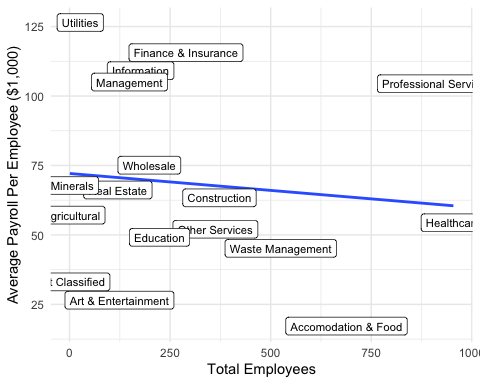 Average Payroll Per Employee ($1,000)
125
100
75
50
25
Utilities
Finance & Insurance
Information
Management
Professional Servi
Wholesale
Minerals
eal Estate
Construction
gricultural
Other Services
Education
Healthcar
Waste Management
t Classified
Art & Entertainment
Accomodation & Food
0
250
500
750
1000
Total Employees